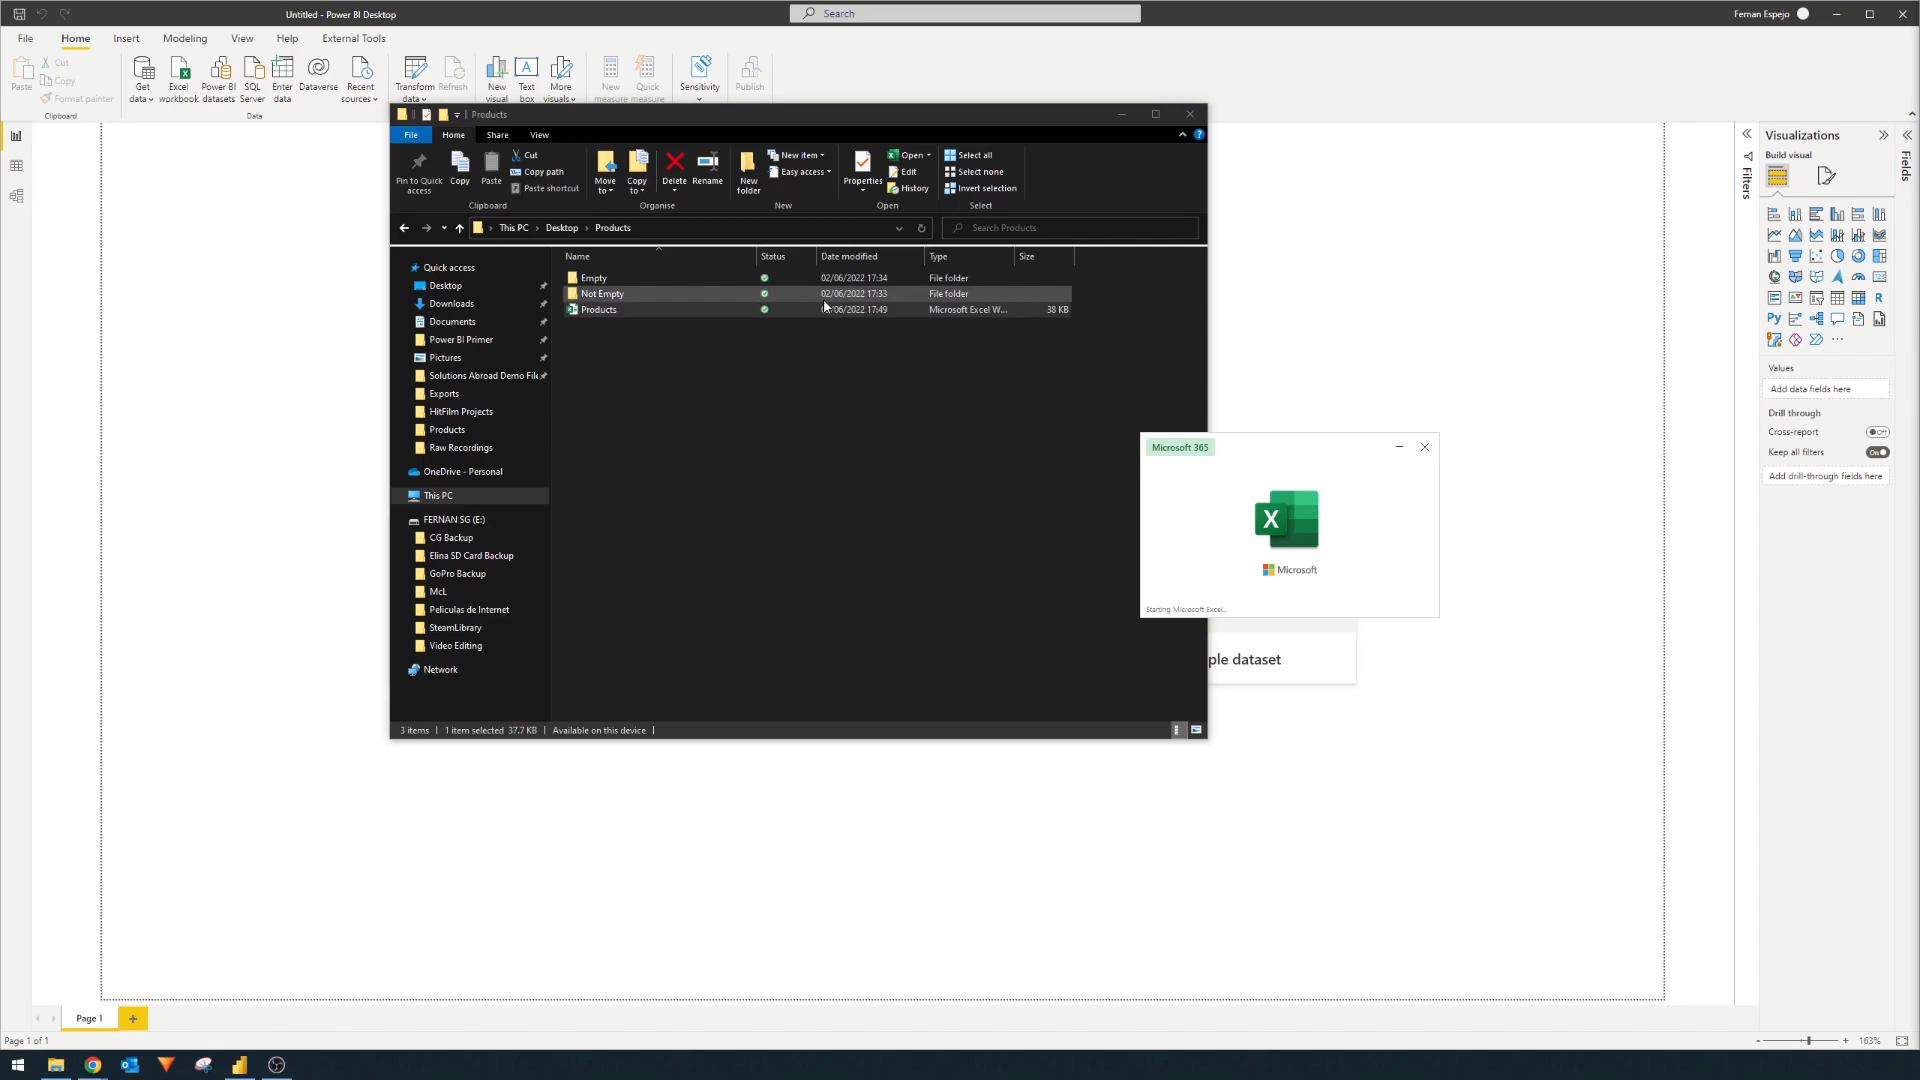 Untitled - Power BI Desktop
Search
Fernan Espejo
File Home Insert Modeling View Help External Tools
Paste
Cut
Copy
Format painter
Clipboard
Get data
Excel workbook
Power BI datasets
SQL Server
Enter data
Dataverse
Recent sources
Data
Transform data
Refresh
New visual
Text box
More visuals
New measure
Quick measure
Sensitivity
Publish
Products
File Home Share View
Pin to Quick access
Copy
Paste
Cut
Copy path
Paste shortcut
Clipboard
Move to
Copy to
Delete
Rename
Organise
New folder
New item
Easy access
New
Properties
Open
Edit
History
Open
Select all
Select none
Invert selection
Select
This PC > Desktop > Products
Search Products
Name Status Date modified Type Size
Empty 02/06/2022 17:34 File folder
Not Empty 02/06/2022 17:33 File folder
Products /06/2022 17:49 Microsoft Excel W... 38 KB
Quick access
Desktop
Downloads
Documents
Power BI Primer
Pictures
Solutions Abroad Demo File
Exports
HitFilm Projects
Products
Raw Recordings
OneDrive - Personal
This PC
FERNAN SG (E:)
CG Backup
Elina SD Card Backup
GoPro Backup
McL
Peliculas de Internet
SteamLibrary
Video Editing
Network
3 items | 1 item selected 37.7 KB | Available on this device |
Microsoft 365
X
Microsoft
Starting Microsoft Excel...
ple dataset
Filters
Visualizations
Build visual
Fields
R
Py
123
Values
Add data fields here
Drill through
Cross-report
Off
Keep all filters
On
Add drill-through fields here
Page 1
Page 1 of 1
163%